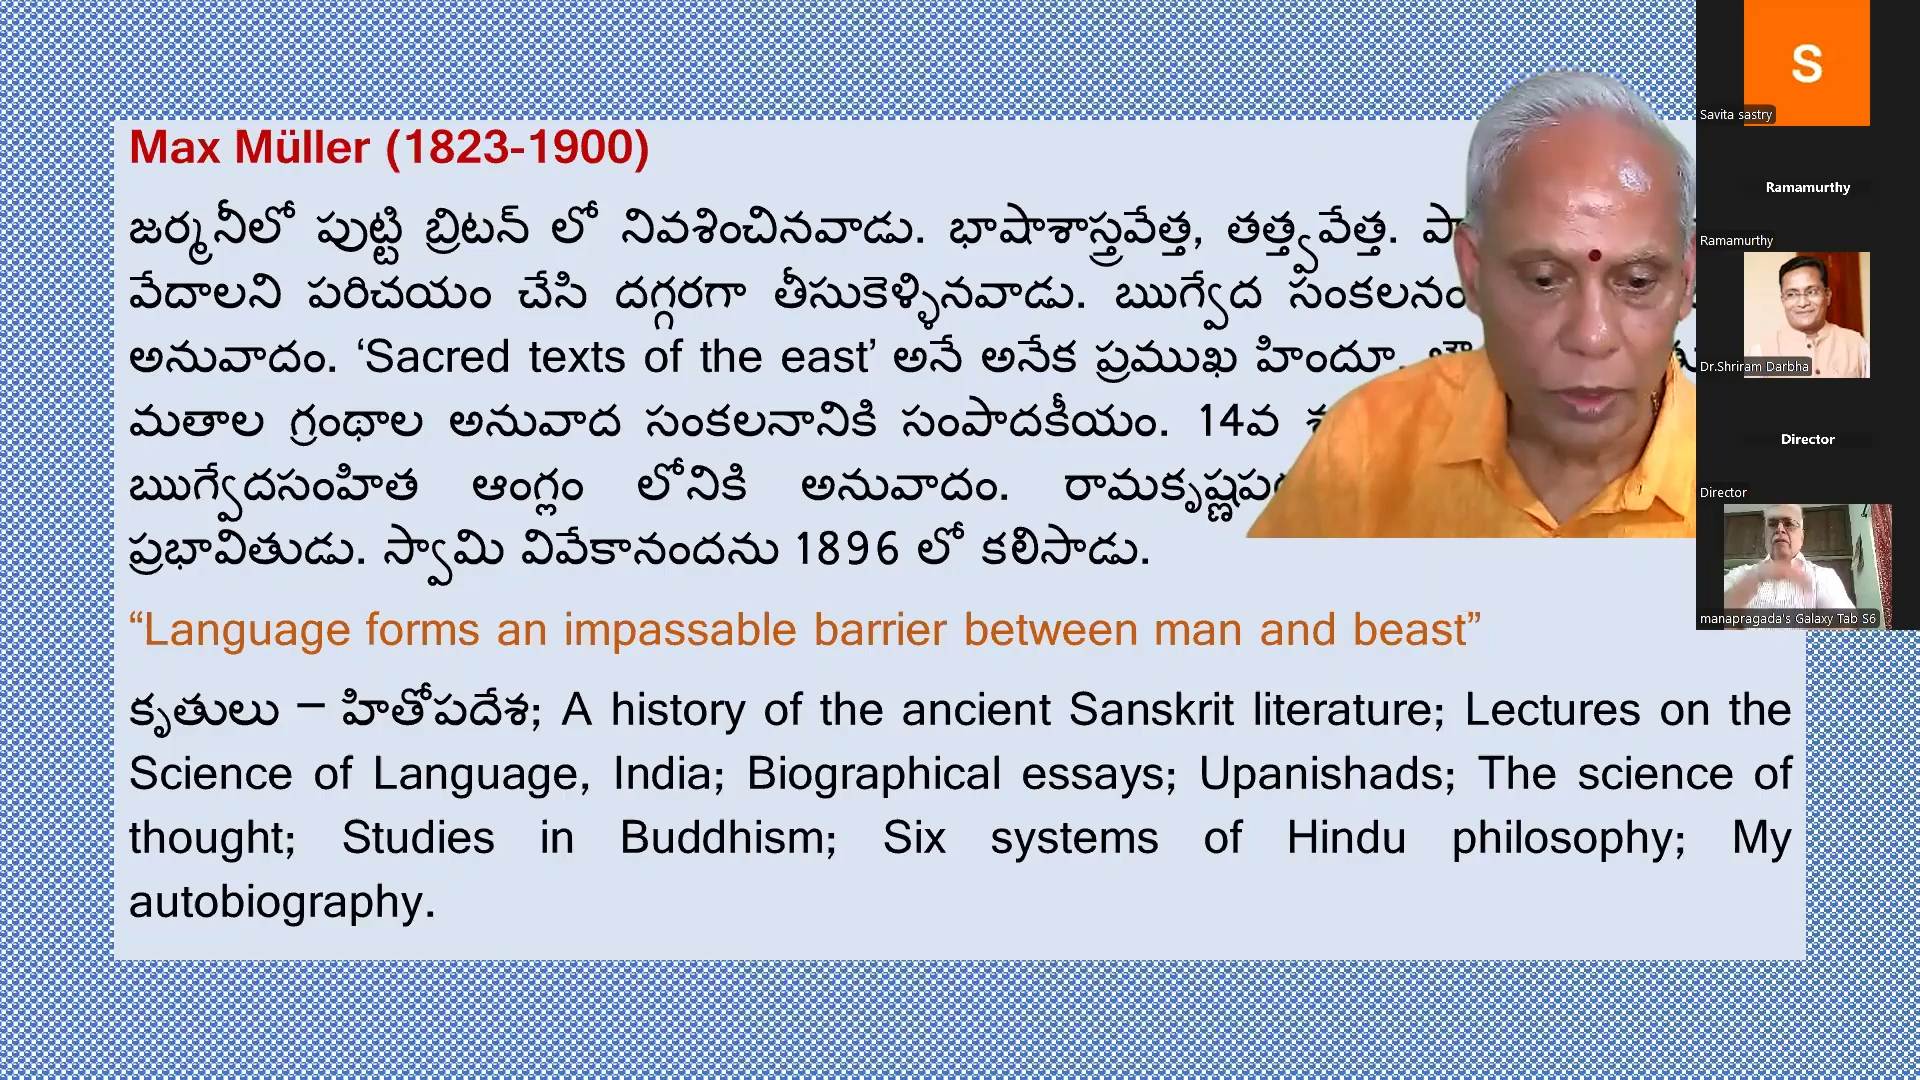 Max Müller (1823-1900)
జర్మనీలో పుట్టి బ్రిటన్ లో నివశించినవాడు. భాషాశాస్త్రవేత్త, తత్త్వవేత్త.
వేదాలని పరిచయం చేసి దగ్గరగా తీసుకెళ్ళినవాడు. ఋగ్వేద సంకలనం
అనువాదం. ‘Sacred texts of the east’ అనే అనేక ప్రముఖ హిందూ,
మతాల గ్రంథాల అనువాద సంకలనానికి సంపాదకీయం. 14వ
ఋగ్వేదసంహిత ఆంగ్లం లోనికి అనువాదం.
ప్రభావితుడు. స్వామి వివేకానందను 1896 లో కలిసాడు.
“Language forms an impassable barrier between man and beast”
కృతులు – హితోపదేశ; A history of the ancient Sanskrit literature; Lectures on the
Science of Language, India; Biographical essays; Upanishads; The science of
thought; Studies in Buddhism; Six systems of Hindu philosophy; My
autobiography.
S
Savita sastry
Ramamurthy
Ramamurthy
Dr.Shriram Darbha
Director
Director
manapragada's Galaxy Tab S6